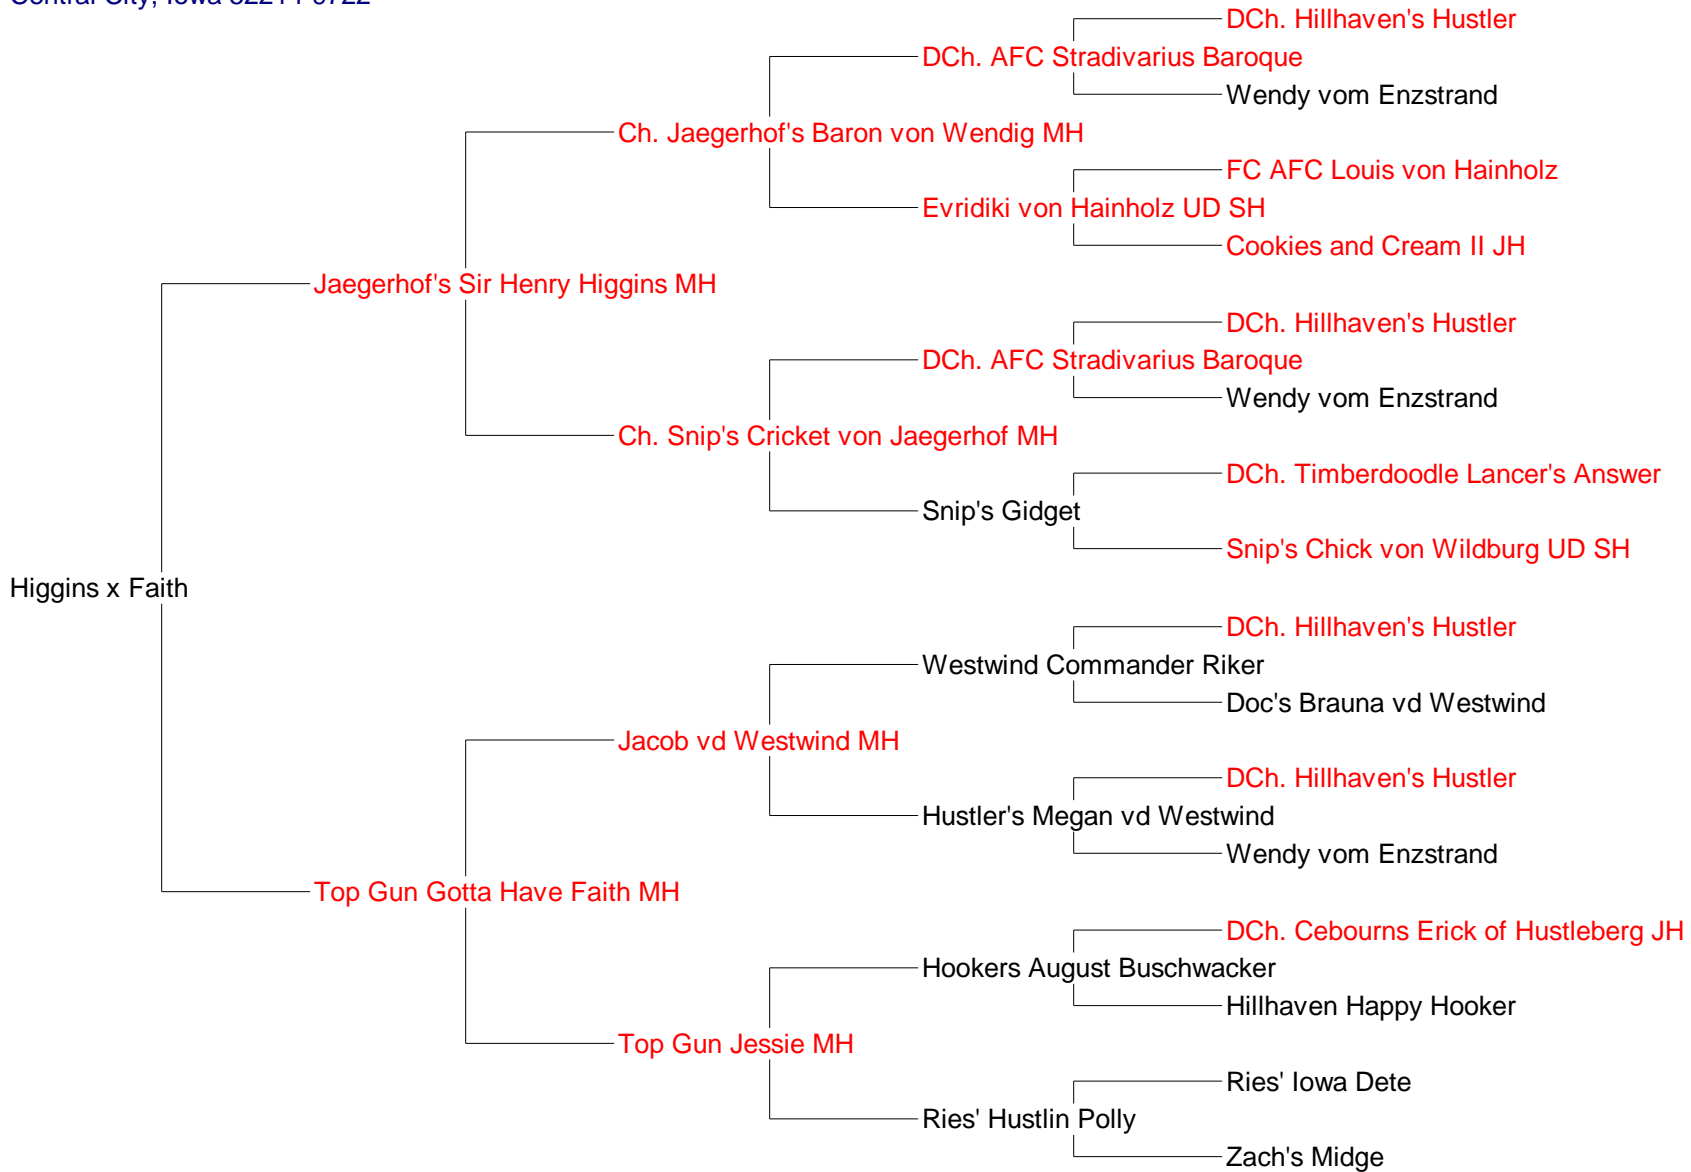 Central City, Iowa 52214-9722
DCh. Hillhaven's Hustler
DCh. AFC Stradivarius Baroque
Wendy vom Enzstrand
Ch. Jaegerhof's Baron von Wendig MH
FC AFC Louis von Hainholz
Evridiki von Hainholz UD SH
Cookies and Cream II JH
Jaegerhof's Sir Henry Higgins MH
DCh. Hillhaven's Hustler
DCh. AFC Stradivarius Baroque
Wendy vom Enzstrand
Ch. Snip's Cricket von Jaegerhof MH
DCh. Timberdoodle Lancer's Answer
Snip's Gidget
Snip's Chick von Wildburg UD SH
Higgins x Faith
DCh. Hillhaven's Hustler
Westwind Commander Riker
Doc's Brauna vd Westwind
Jacob vd Westwind MH
DCh. Hillhaven's Hustler
Hustler's Megan vd Westwind
Wendy vom Enzstrand
Top Gun Gotta Have Faith MH
DCh. Cebourns Erick of Hustleberg JH
Hookers August Buschwacker
Hillhaven Happy Hooker
Top Gun Jessie MH
Ries' Iowa Dete
Ries' Hustlin Polly
Zach's Midge